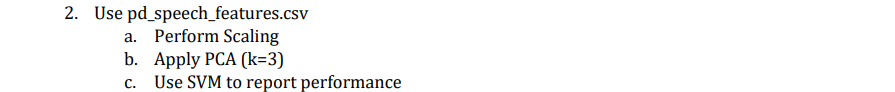 2. Use pd_speech_features.csv
a. Perform Scaling
b. Apply PCA (k=3)
c. Use SVM to report performance